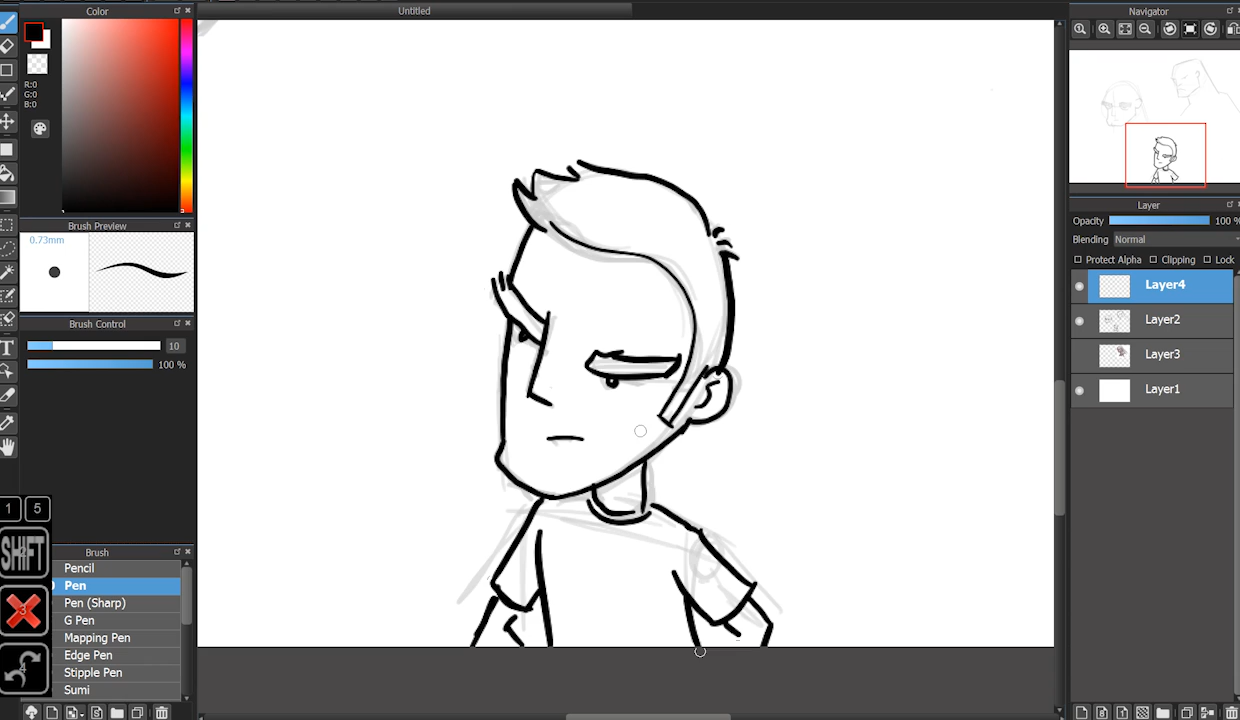 Color
Untitled
Navigator
R:0
G:0
B:0
Brush Preview
0.73mm
Brush Control
10
100 %
Layer
Opacity 100 %
Blending Normal
Protect Alpha Clipping Lock
Layer4
Layer2
Layer3
Layer1
1 5
SHIFT
3
4
Brush
Pencil
Pen
Pen (Sharp)
G Pen
Mapping Pen
Edge Pen
Stipple Pen
Sumi